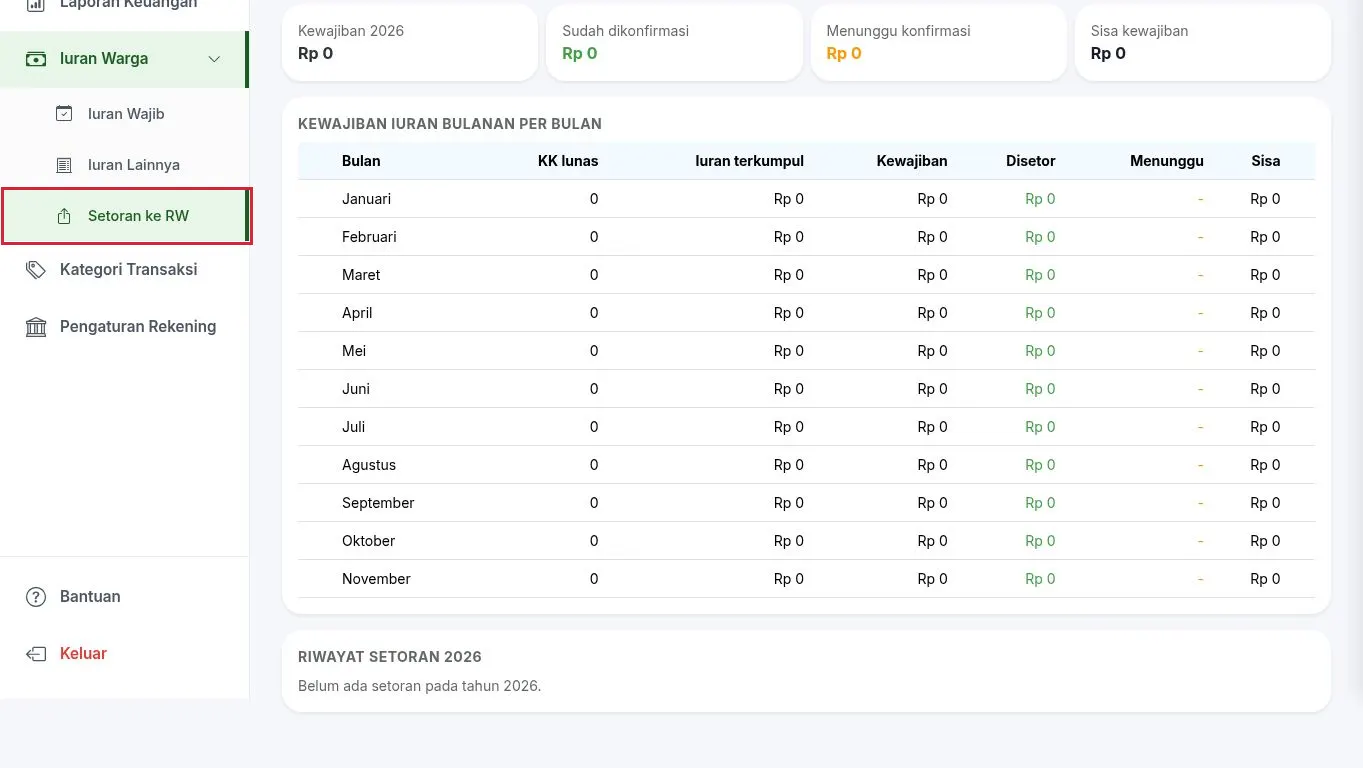 Laporan Keuangan
Iuran Warga
Iuran Wajib
Iuran Lainnya
Setoran ke RW
Kategori Transaksi
Pengaturan Rekening
Bantuan
Keluar
Kewajiban 2026
Rp 0
Sudah dikonfirmasi
Rp 0
Menunggu konfirmasi
Rp 0
Sisa kewajiban
Rp 0
KEWAJIBAN IURAN BULANAN PER BULAN
Bulan KK lunas Iuran terkumpul Kewajiban Disetor Menunggu Sisa
Januari 0 Rp 0 Rp 0 Rp 0 - Rp 0
Februari 0 Rp 0 Rp 0 Rp 0 - Rp 0
Maret 0 Rp 0 Rp 0 Rp 0 - Rp 0
April 0 Rp 0 Rp 0 Rp 0 - Rp 0
Mei 0 Rp 0 Rp 0 Rp 0 - Rp 0
Juni 0 Rp 0 Rp 0 Rp 0 - Rp 0
Juli 0 Rp 0 Rp 0 Rp 0 - Rp 0
Agustus 0 Rp 0 Rp 0 Rp 0 - Rp 0
September 0 Rp 0 Rp 0 Rp 0 - Rp 0
Oktober 0 Rp 0 Rp 0 Rp 0 - Rp 0
November 0 Rp 0 Rp 0 Rp 0 - Rp 0
RIWAYAT SETORAN 2026
Belum ada setoran pada tahun 2026.